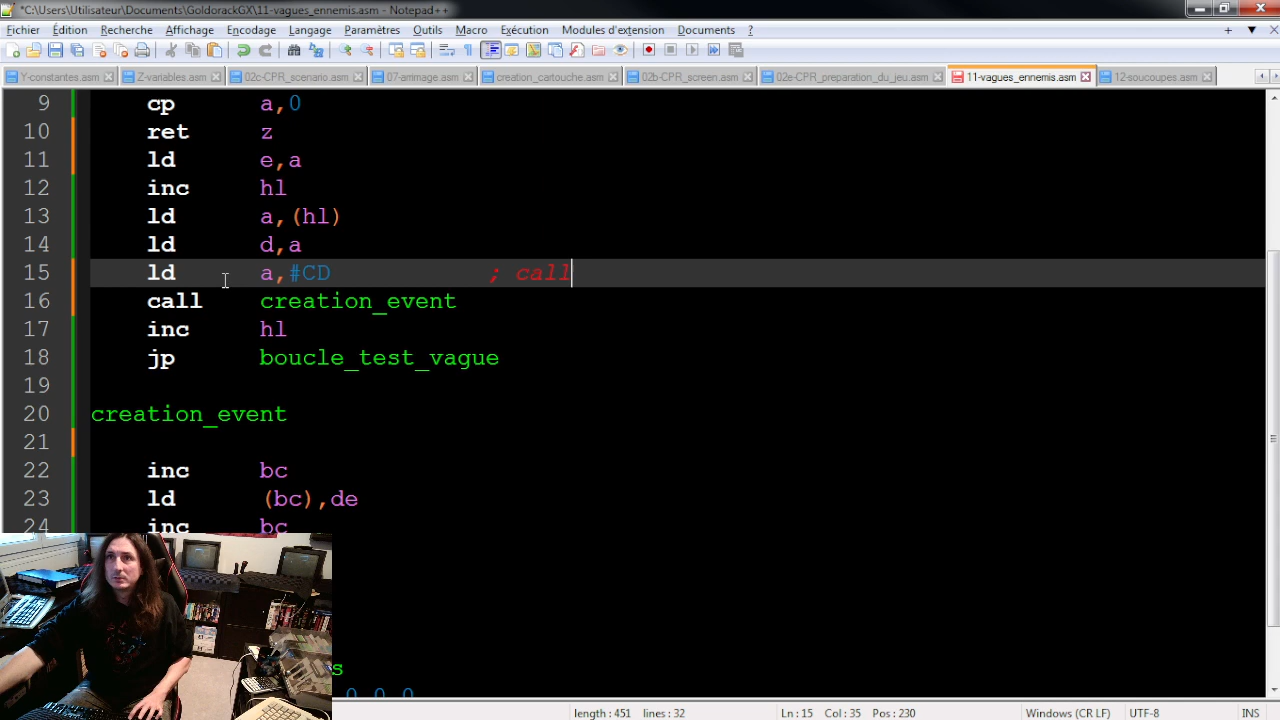 *C:\Users\Utilisateur\Documents\GoldorackGX\11-vagues_ennemis.asm - Notepad++
Fichier Édition Recherche Affichage Encodage Langage Paramètres Outils Macro Exécution Modules d'extension Documents
Y-constantes.asm Z-variables.asm 02c-CPR_scenario.asm 07-animage.asm creation_cartouche.asm 02b-CPR_somen.asm 02e-CPR_preparation_du_jeu.asm 11-vagues_ennemis.asm 12-soucoupes.asm
9 cp a,0
10 ret z
11 ld e,a
12 inc hl
13 ld a,(hl)
14 ld d,a
15 ld a,#CD ; call
16 call creation_event
17 inc hl
18 jp boucle_test_vague
19
20 creation_event
21
22 inc bc
23 ld (bc),de
24 inc bc
s
0,0,0
length : 451 lines : 32 Ln : 15 Col : 35 Pos : 230 Windows (CR LF) UTF-8 INS